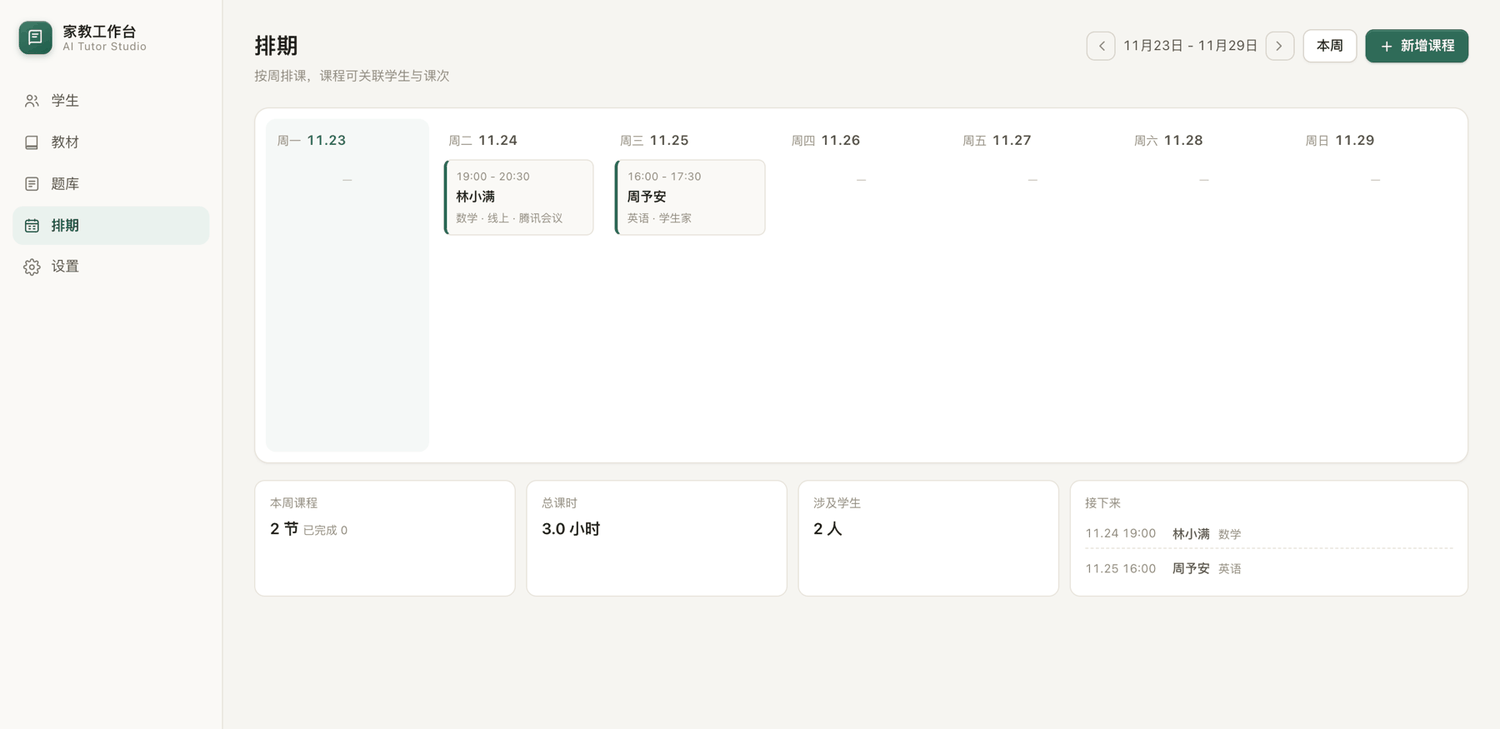 家教工作台
AI Tutor Studio
学生
教材
题库
排期
设置
排期
按周排课，课程可关联学生与课次
11月23日 - 11月29日
本周
+ 新增课程
周一 11.23
—
周二 11.24
19:00 - 20:30
林小满
数学 · 线上 · 腾讯会议
周三 11.25
16:00 - 17:30
周予安
英语 · 学生家
周四 11.26
—
周五 11.27
—
周六 11.28
—
周日 11.29
—
本周课程
2 节 已完成 0
总课时
3.0 小时
涉及学生
2 人
接下来
11.24 19:00 林小满 数学
11.25 16:00 周予安 英语